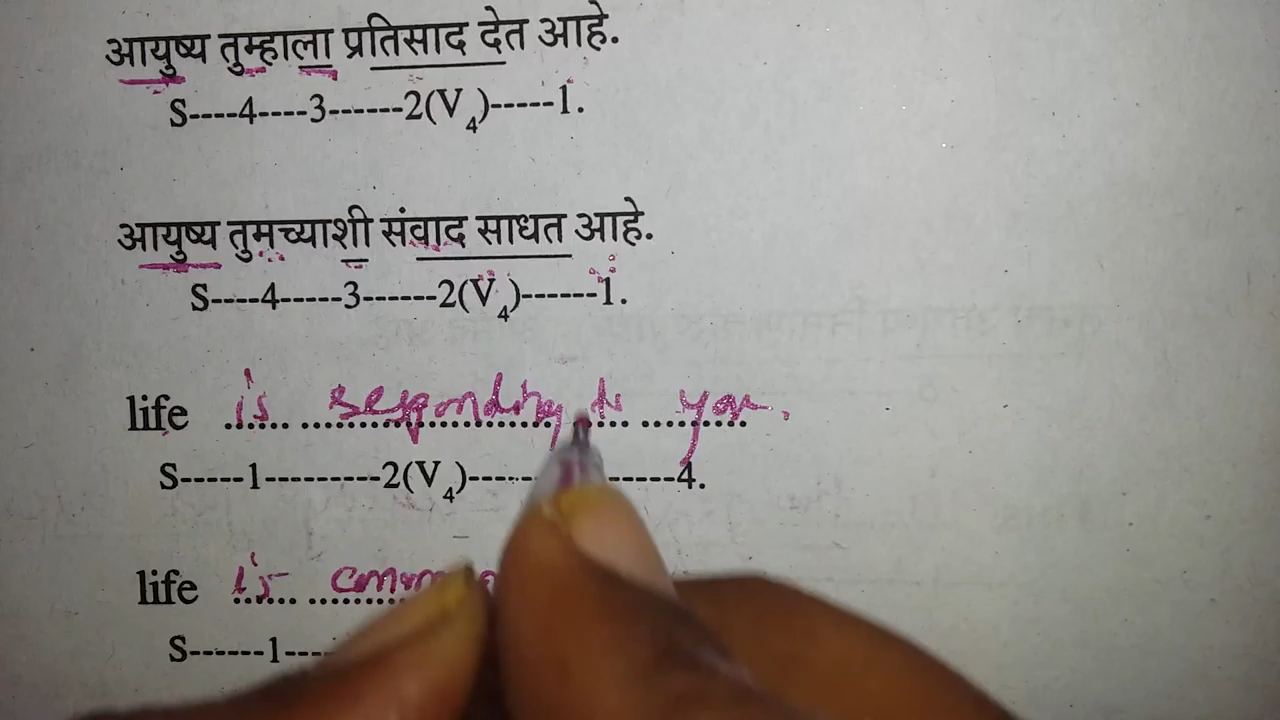 आयुष्य तुम्हाला प्रतिसाद देत आहे.
S----4----3------2(V₄)-----1.
आयुष्य तुमच्याशी संवाद साधत आहे.
S----4-----3------2(V₄)------1.
life is responding to you.
S-----1---------2(V₄)----- -----4.
life is
S------1----